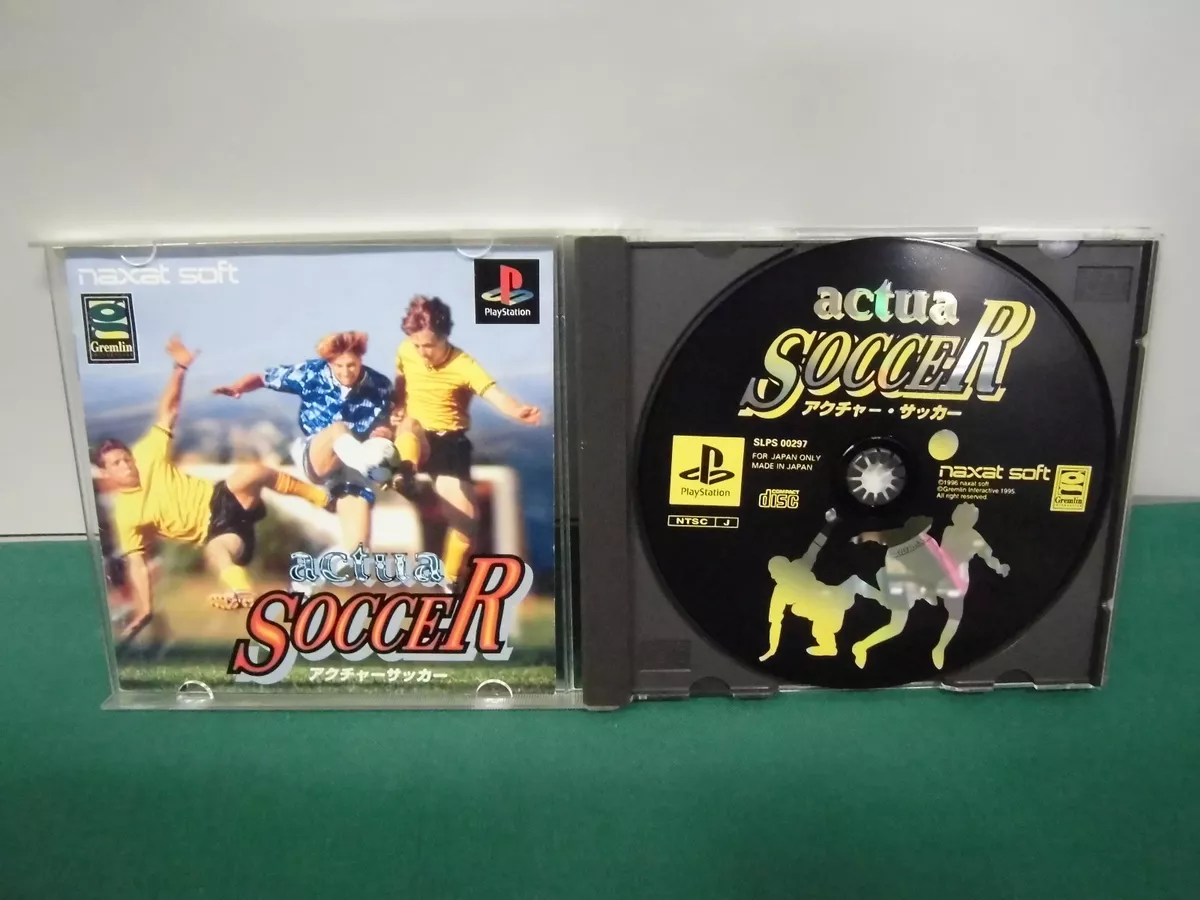 naxat soft
PlayStation
Gremlin
actua
SOCCER
アクチャーサッカー
actua
SOCCER
アクチャー・サッカー
SLPS 00297
FOR JAPAN ONLY
MADE IN JAPAN
PlayStation
COMPACT
disc
NTSC J
naxat soft
©1996 naxat soft
©Gremlin Interactive 1995
All right reserved.
Gremlin